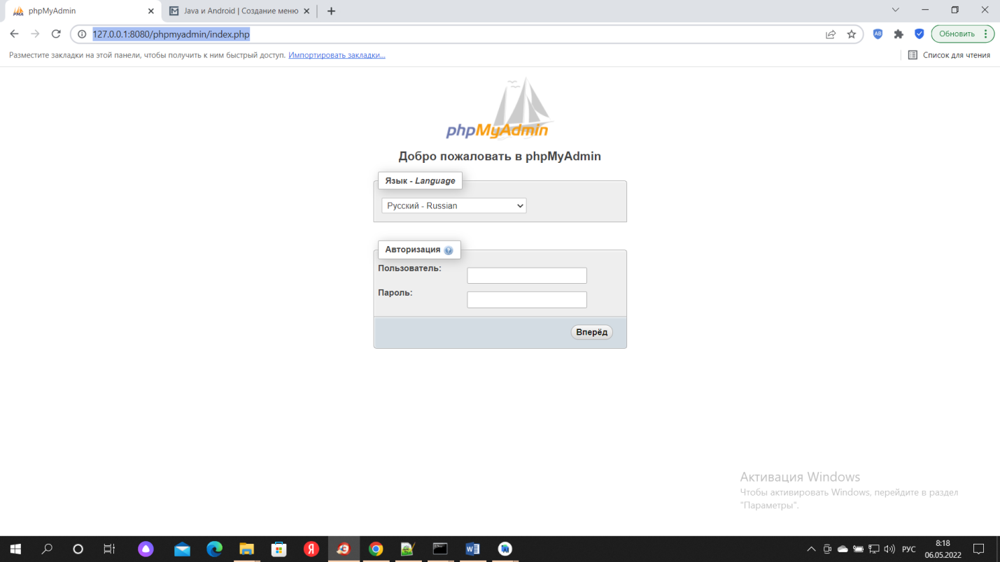 phpMyAdmin
Java и Android | Создание меню
127.0.0.1:8080/phpmyadmin/index.php
Обновить
Разместите закладки на этой панели, чтобы получить к ним быстрый доступ. Импортировать закладки...
Список для чтения
phpMyAdmin
Добро пожаловать в phpMyAdmin
Язык - Language
Русский - Russian
Авторизация
Пользователь:
Пароль:
Вперёд
Активация Windows
Чтобы активировать Windows, перейдите в раздел
"Параметры".
РУС
8:18
06.05.2022